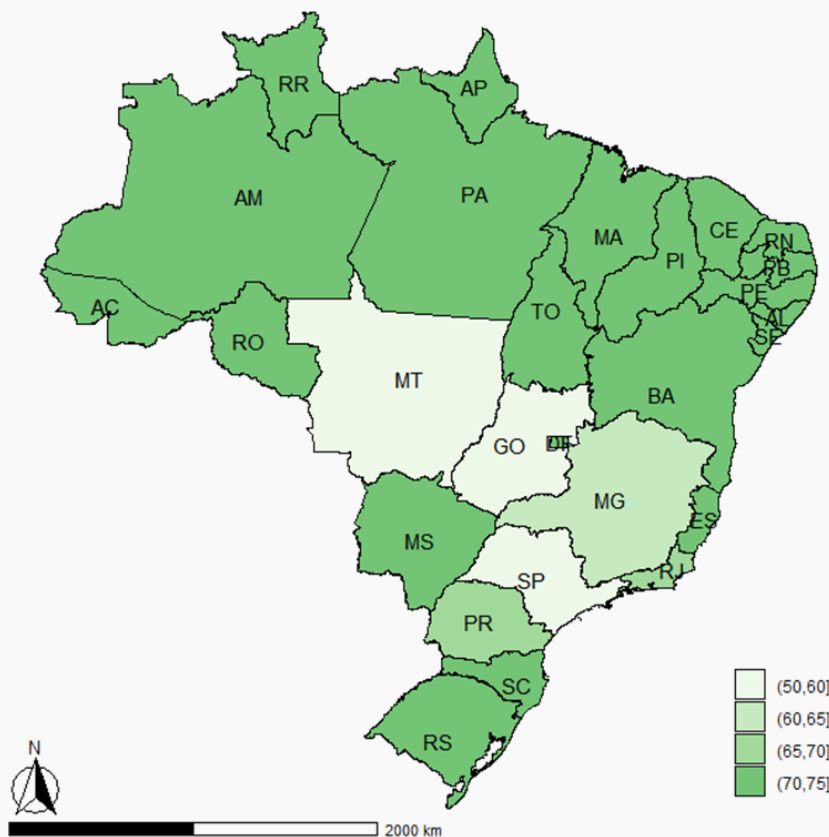 RR
AP
AM
PA
MA
CE
RN
PI
PB
PE
AC
TO
AL
SE
RO
MT
BA
GO
DF
MG
ES
MS
RJ
SP
PR
SC
RS
(50,60]
(60,65]
(65,70]
(70,75]
N
2000 km